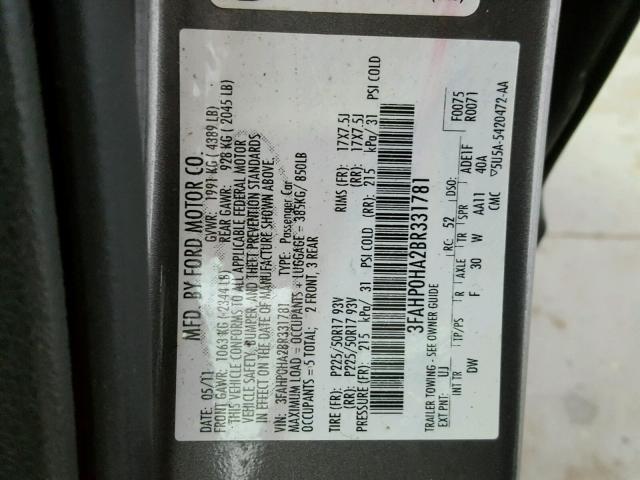 MFD. BY FORD MOTOR CO.
DATE: 05/11 GVWR: 1991 KG ( 4389 LB)
FRONT GAWR: 1063 KG ( 2344 LB) REAR GAWR: 928 KG ( 2045 LB)
THIS VEHICLE CONFORMS TO ALL APPLICABLE FEDERAL MOTOR
VEHICLE SAFETY, BUMPER, AND THEFT PREVENTION STANDARDS
IN EFFECT ON THE DATE OF MANUFACTURE SHOWN ABOVE.
VIN: 3FAHP0HA2BR331781 TYPE: Passenger Car
MAXIMUM LOAD = OCCUPANTS + LUGGAGE = 385KG/ 850LB
OCCUPANTS = 5 TOTAL; 2 FRONT, 3 REAR
TIRE (FR): P225/50R17 93V RIMS (FR): 17X7.5J
(RR): P225/50R17 93V (RR): 17X7.5J
PRESSURE (FR): 215 kPa/ 31 PSI COLD (RR): 215 kPa/ 31 PSI COLD
3FAHP0HA2BR331781
TRAILER TOWING - SEE OWNER GUIDE F0075
R0071
EXT PNT: UJ RC: 52 DSO: ADE1F
INT TR TP/PS R AXLE TR SPR 40A
DW F 30 W AA11
CMC 5U5A-5420472-AA